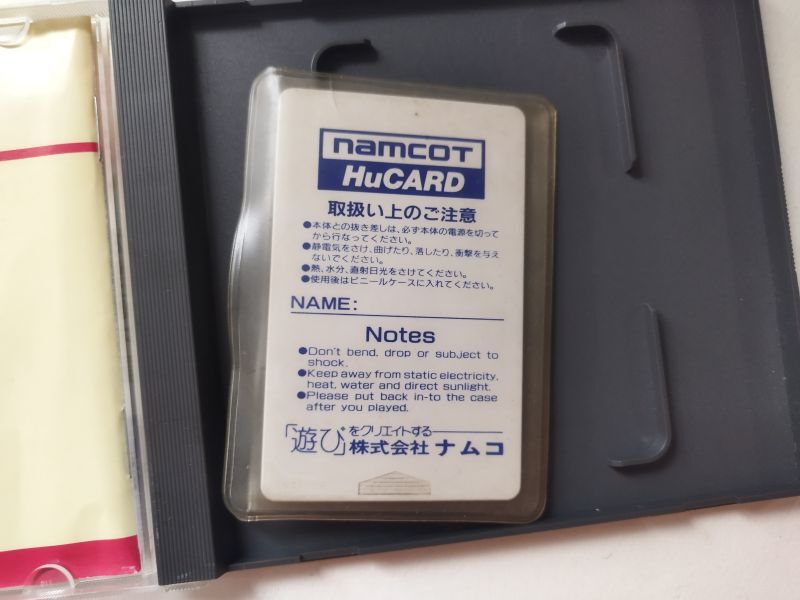 namcoT
HuCARD
取扱い上のご注意
●本体との抜き差しは、必ず本体の電源を切って
から行なってください。
●静電気をさけ、曲げたり、落したり、衝撃を与え
ないでください。
●熱、水分、直射日光をさけてください。
●使用後はビニールケースに入れてください。
NAME:
Notes
●Don't bend, drop or subject to
shock.
●Keep away from static electricity,
heat, water and direct sunlight.
●Please put back in-to the case
after you played.
「遊び」をクリエイトする
株式会社 ナムコ